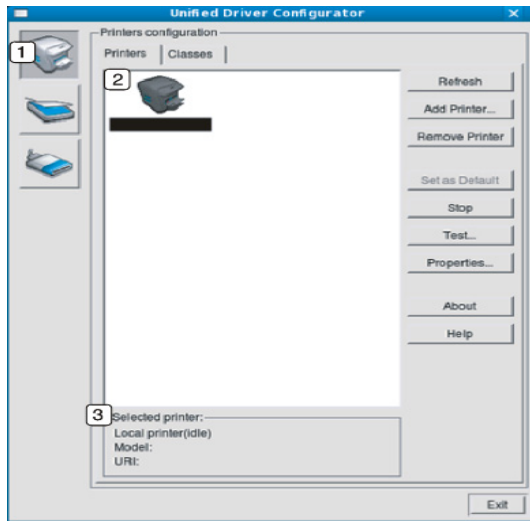 Unified Driver Configurator
Printers configuration
1
Printers
Classes
2
Refresh
Add Printer...
Remove Printer
Set as Default
Stop
Test...
Properties...
About
Help
3
Selected printer:
Local printer(idle)
Model:
URI:
Exit